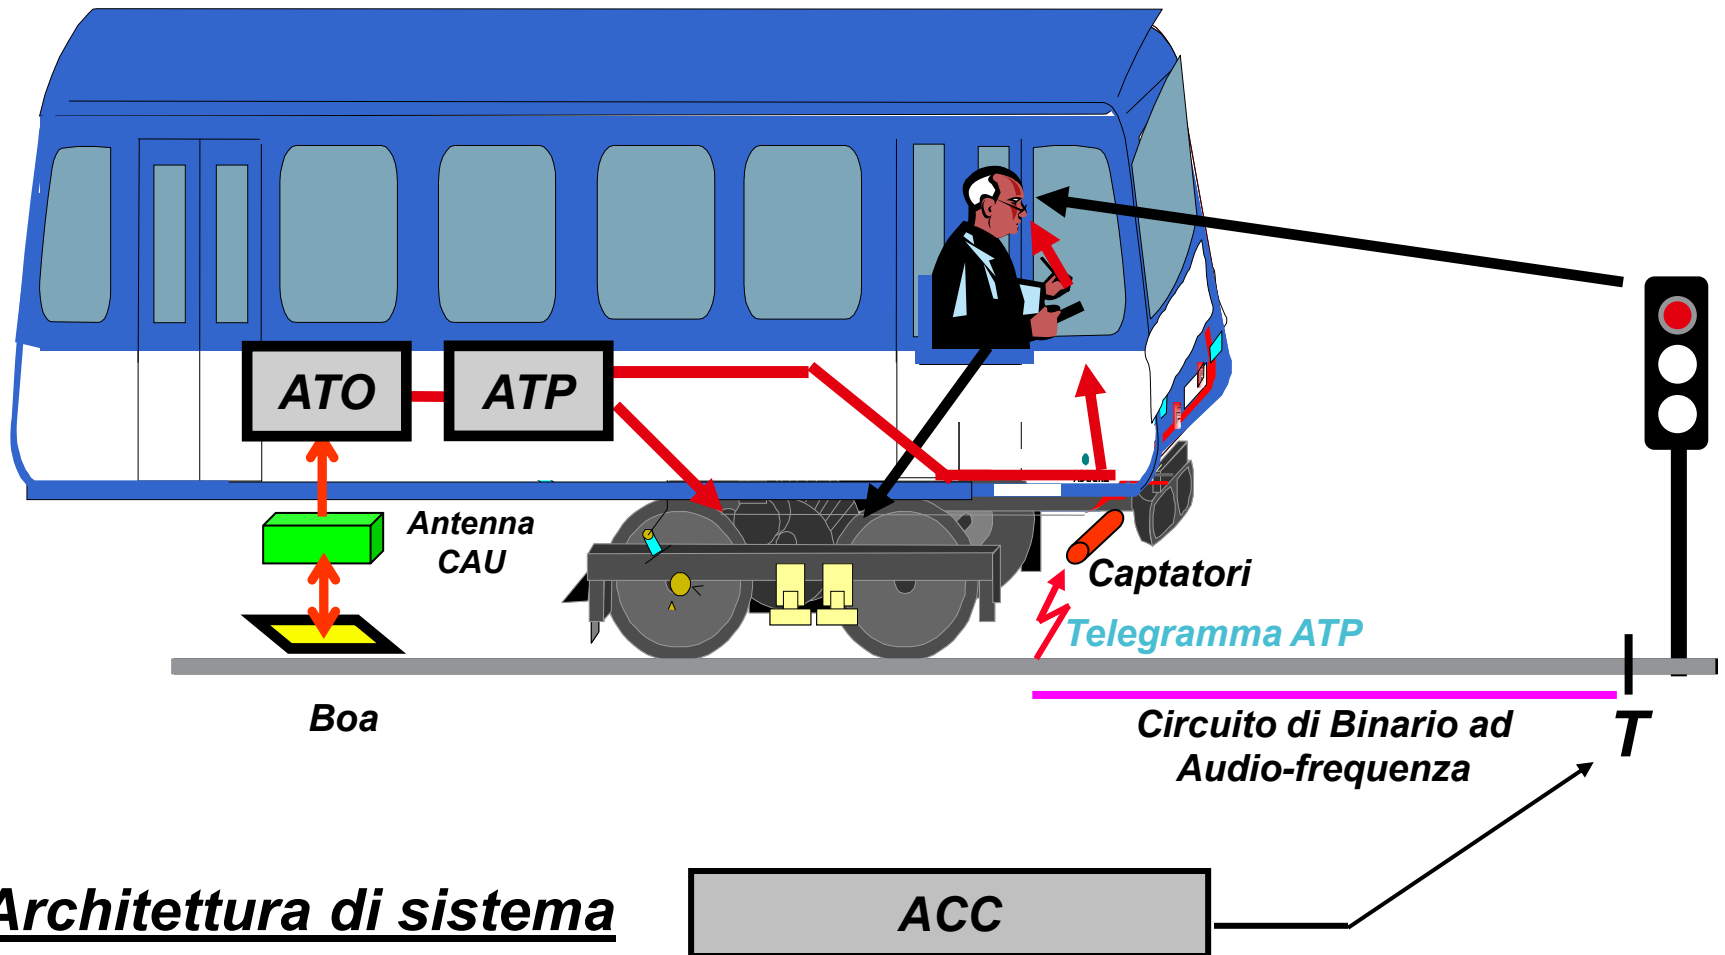 ATO
ATP
Antenna
CAU
Captatori
Telegramma ATP
Boa
Circuito di Binario ad
Audio-frequenza
T
Architettura di sistema
ACC